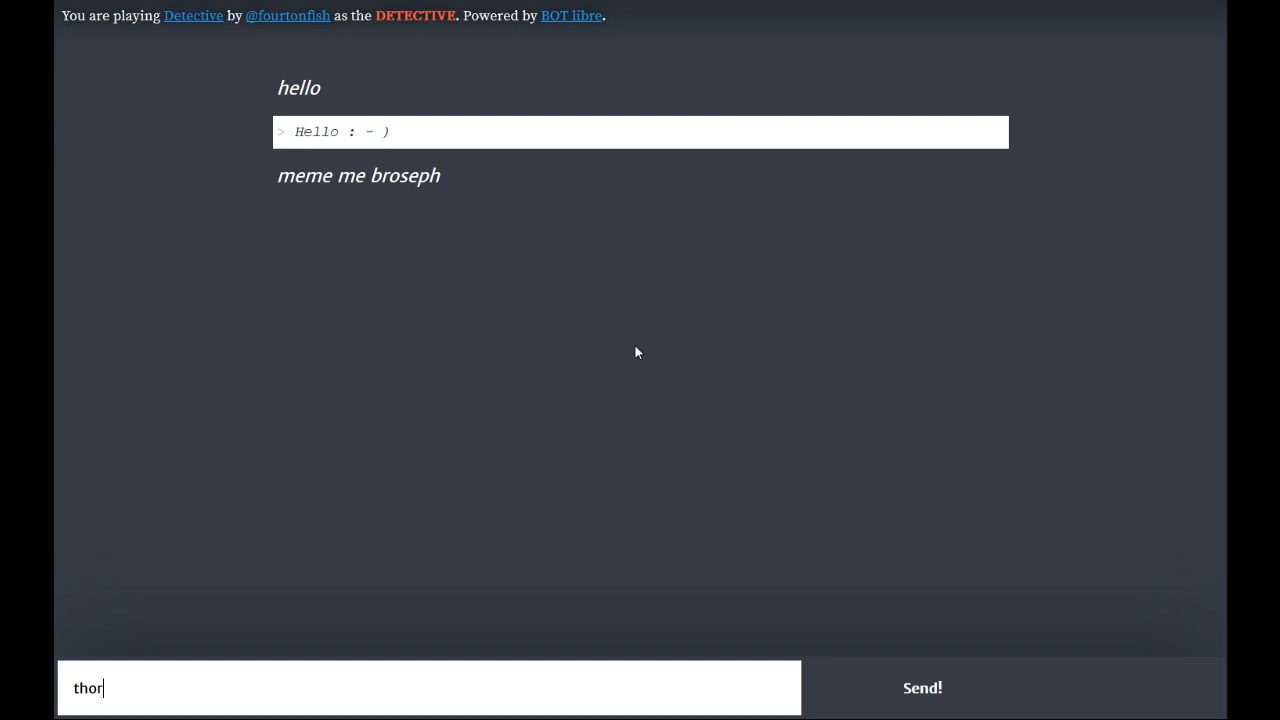 You are playing Detective by @fourtonfish as the DETECTIVE. Powered by BOT libre.
hello
> Hello : - )
meme me broseph
thor
Send!